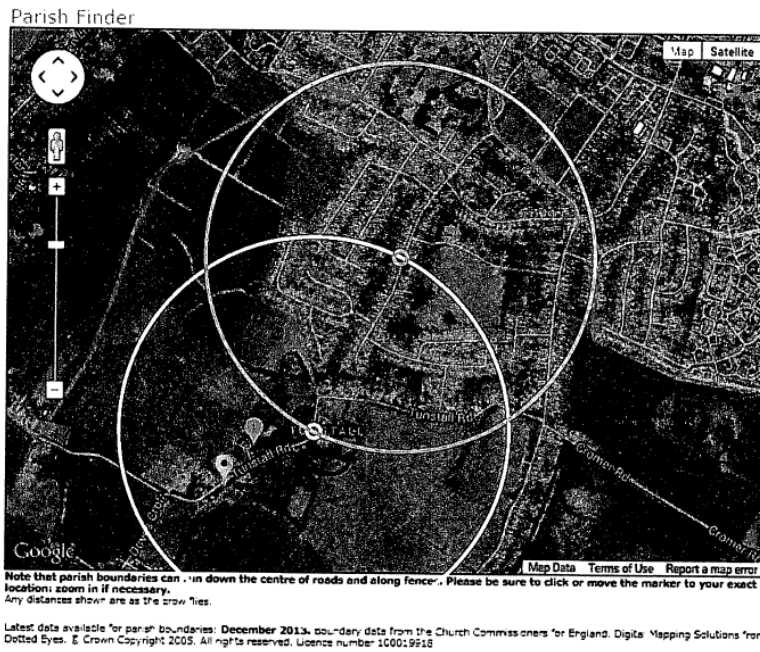 Parish Finder
Map Satellite
Tunstall Rd
Tunstall Rd
Cromer Rd
Cromer Rd
Google
Map Data Terms of Use Report a map error
Note that parish boundaries can down the centre of roads and along fence. Please be sure to click or move the marker to your exact
location: zoom in if necessary.
Any distances shown are as the crow flies.
Latest data available for parish boundaries: December 2013. Boundary data from the Church Commissioners for England. Digital Mapping Solutions from
Dotted Eyes. © Crown Copyright 2005. All rights reserved. Licence number 100019918